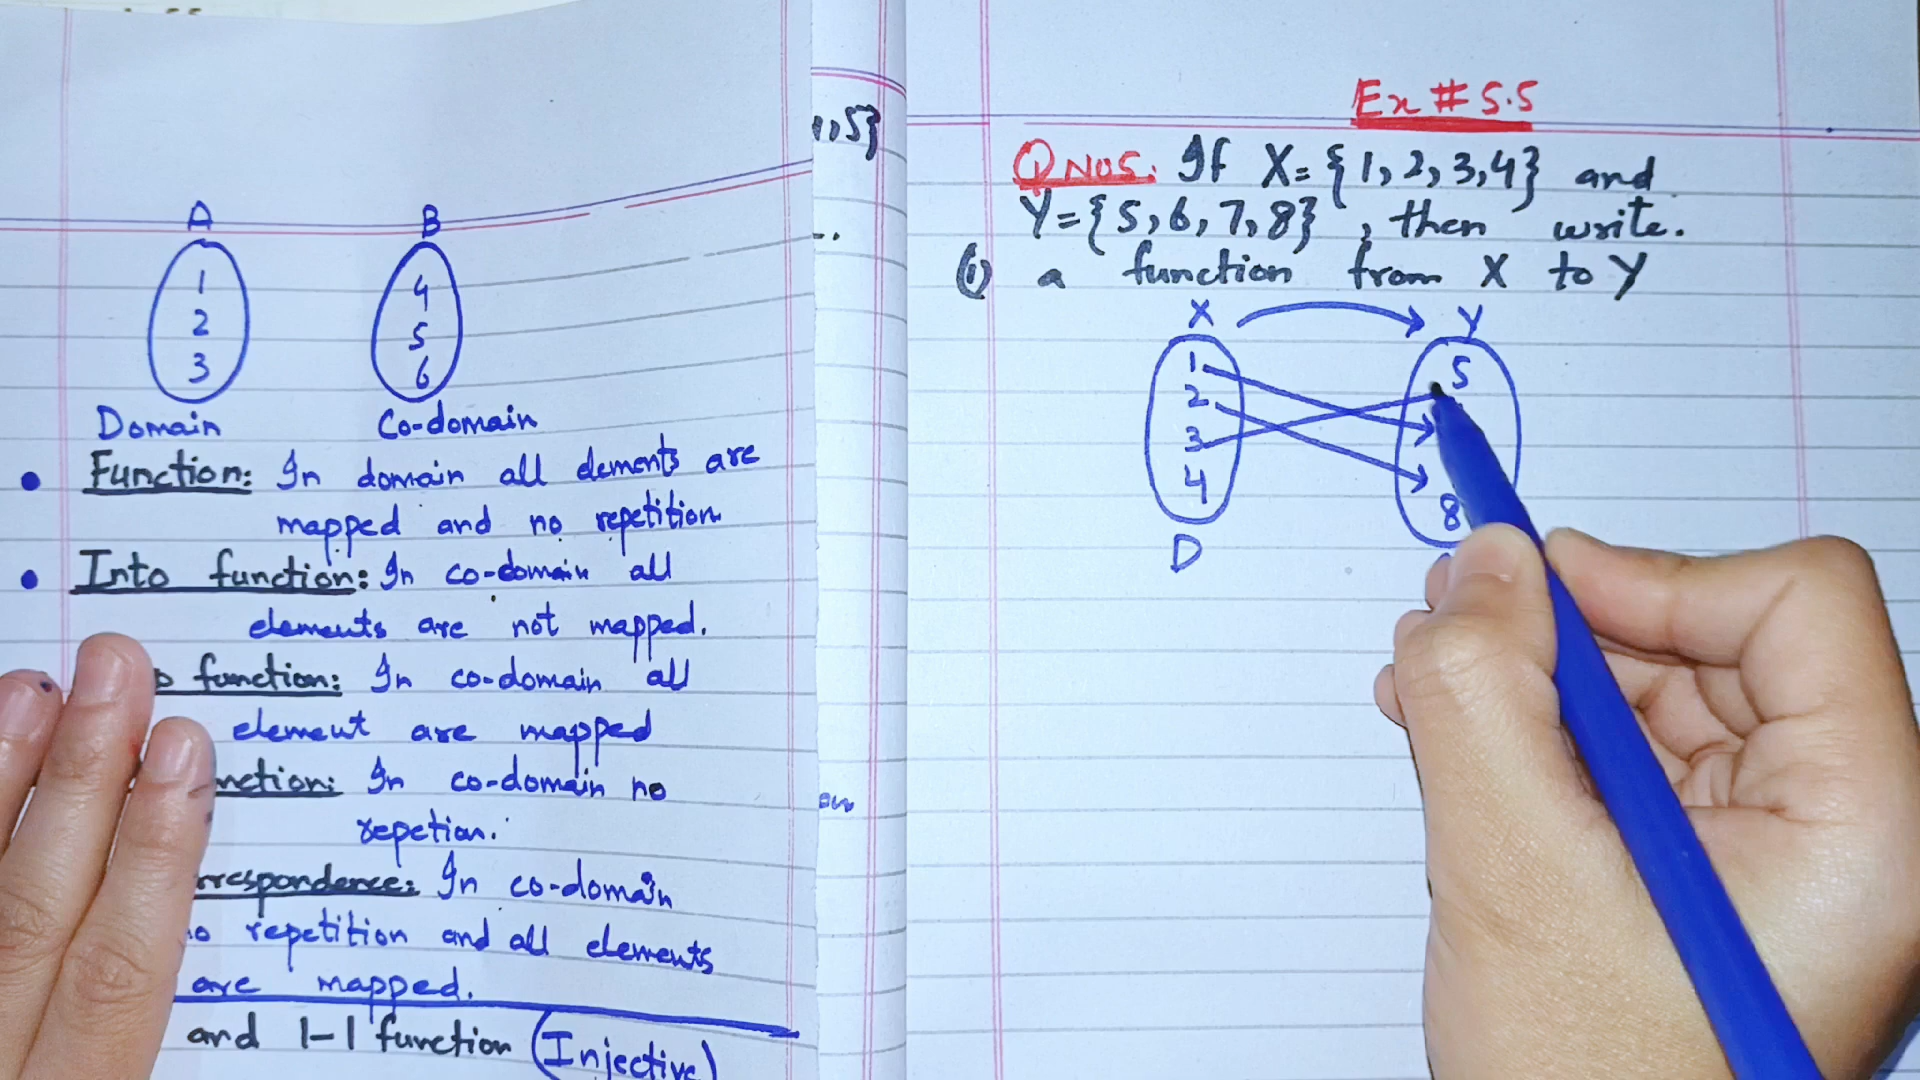 A B
1 4
2 5
3 6
Domain Co-domain
• Function: In domain all elements are
mapped and no repetition
• Into function: In co-domain all
elements are not mapped.
function: In co-domain all
element are mapped
In co-domain no
repetion.
In co-domain
repetition and all elements
are mapped.
and 1-1 function (Injective)
,5}
Ex # 5.5
Q NO5: If X= {1, 2, 3, 4} and
Y={5, 6, 7, 8}, then write.
(i) a function from X to Y
X Y
1 5
2
3
4 8
D